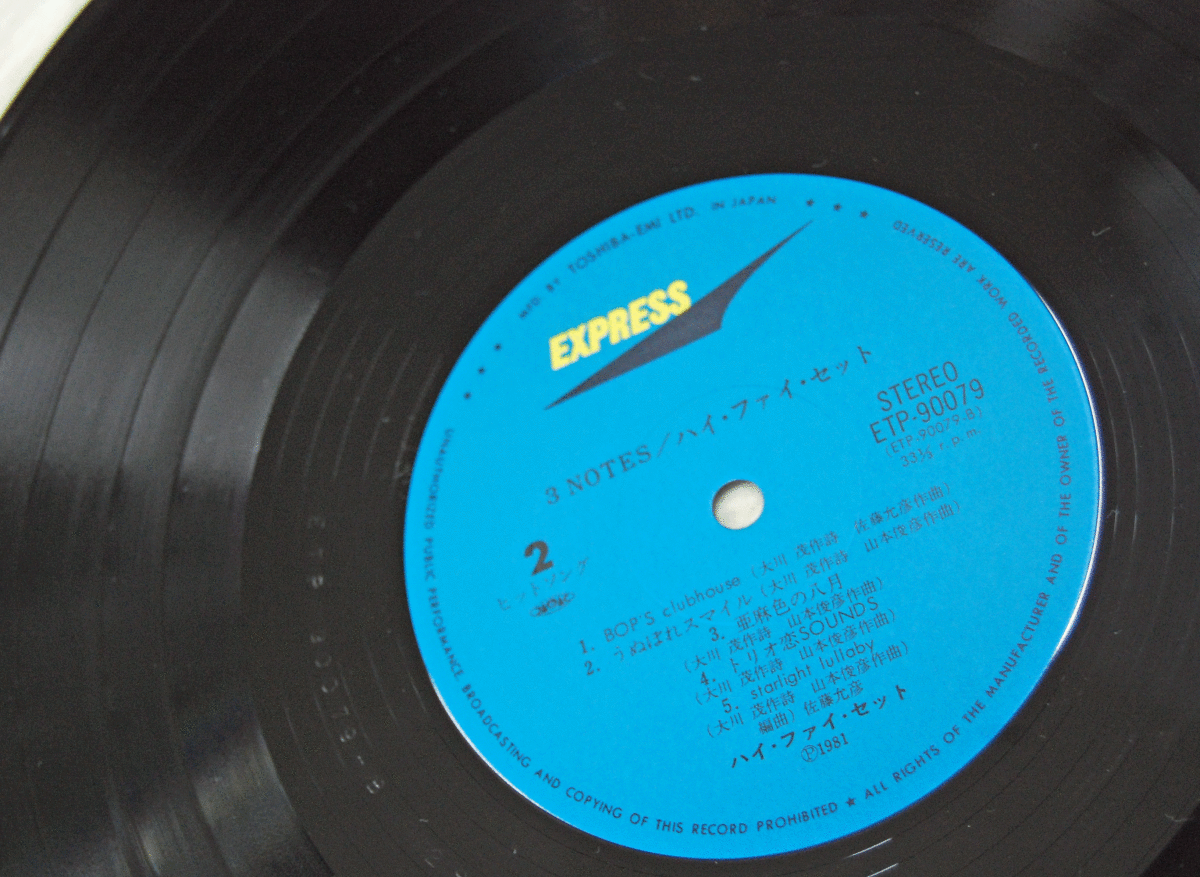 MFD. BY TOSHIBA-EMI LTD. IN JAPAN ★ ★ ★
ALL RIGHTS OF THE MANUFACTURER AND OF THE OWNER OF THE RECORDED WORK ARE RESERVED
EXPRESS
3 NOTES/ハイ・ファイ・セット
STEREO
ETP-90079
(ETP-90079-B)
33⅓ r.p.m.
2
ヒットソング
1. BOP'S clubhouse (大川 茂作詩 佐藤允彦作曲)
2. うぬぼれスマイル (大川 茂作詩 山本俊彦作曲)
3. 亜麻色の八月
(大川 茂作詩 山本俊彦作曲)
4. トリオ恋SOUNDS
(大川 茂作詩 山本俊彦作曲)
5. starlight lullaby
(大川 茂作詩 山本俊彦作曲)
編曲) 佐藤允彦
ハイ・ファイ・セット
Ⓟ1981
UNAUTHORIZED PUBLIC PERFORMANCE BROADCASTING AND COPYING OF THIS RECORD PROHIBITED ★